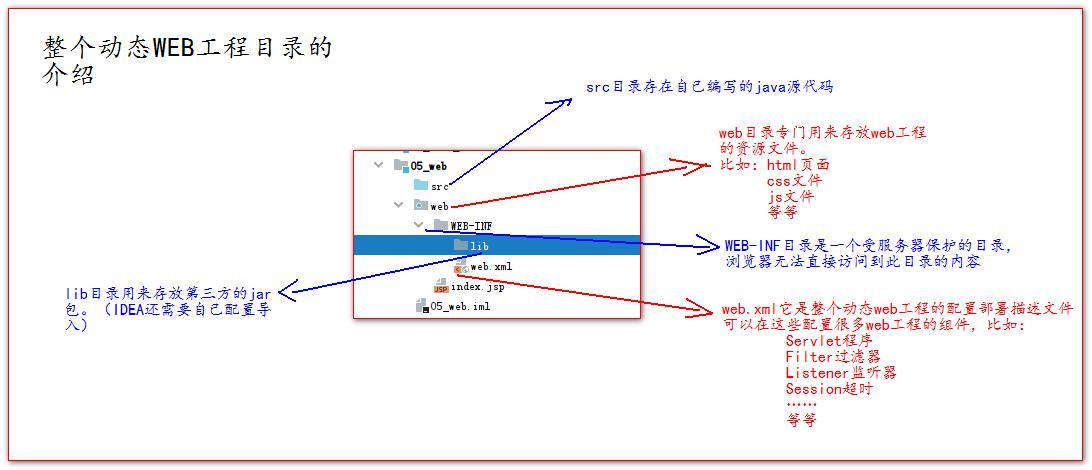 整个动态WEB工程目录的
介绍
src目录存在自己编写的java源代码
web目录专门用来存放web工程
的资源文件。
比如：html页面
css文件
js文件
等等
05_web
src
web
WEB-INF
lib
web.xml
index.jsp
05_web.iml
WEB-INF目录是一个受服务器保护的目录，
浏览器无法直接访问到此目录的内容
lib目录用来存放第三方的jar
包。（IDEA还需要自己配置导
入）
web.xml它是整个动态web工程的配置部署描述文件
可以在这些配置很多web工程的组件，比如：
Servlet程序
Filter过滤器
Listener监听器
Session超时
……
等等